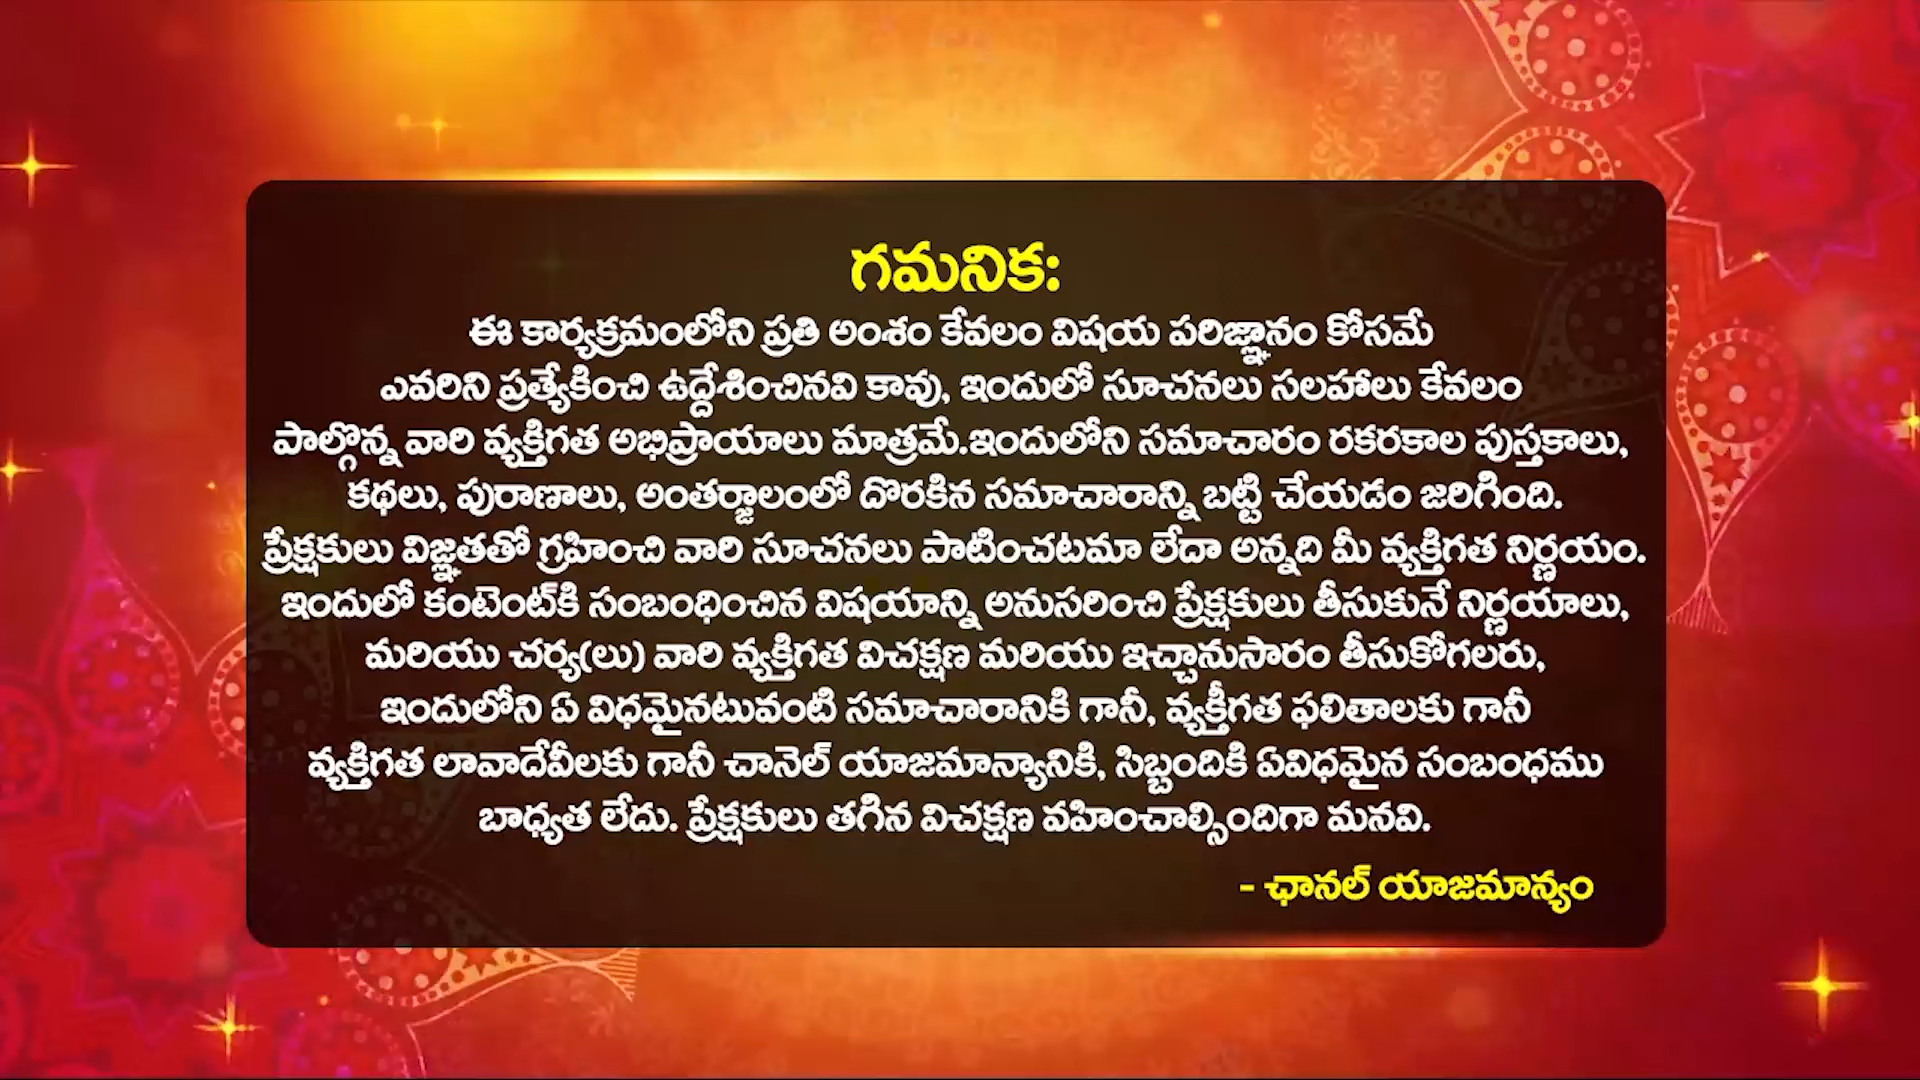 గమనిక:
ఈ కార్యక్రమంలోని ప్రతి అంశం కేవలం విషయ పరిజ్ఞానం కోసమే
ఎవరిని ప్రత్యేకించి ఉద్దేశించినవి కావు, ఇందులో సూచనలు సలహాలు కేవలం
పాల్గొన్న వారి వ్యక్తిగత అభిప్రాయాలు మాత్రమే.ఇందులోని సమాచారం రకరకాల పుస్తకాలు,
కథలు, పురాణాలు, అంతర్జాలంలో దొరకిన సమాచారాన్ని బట్టి చేయడం జరిగింది.
ప్రేక్షకులు విజ్ఞతతో గ్రహించి వారి సూచనలు పాటించటమా లేదా అన్నది మీ వ్యక్తిగత నిర్ణయం.
ఇందులో కంటెంట్‌కి సంబంధించిన విషయాన్ని అనుసరించి ప్రేక్షకులు తీసుకునే నిర్ణయాలు,
మరియు చర్య(లు) వారి వ్యక్తిగత విచక్షణ మరియు ఇచ్చానుసారం తీసుకోగలరు,
ఇందులోని ఏ విధమైనటువంటి సమాచారానికి గానీ, వ్యక్తీగత ఫలితాలకు గానీ
వ్యక్తిగత లావాదేవీలకు గానీ చానెల్ యాజమాన్యానికి, సిబ్బందికి ఏవిధమైన సంబంధము
బాధ్యత లేదు. ప్రేక్షకులు తగిన విచక్షణ వహించాల్సిందిగా మనవి.
- ఛానల్ యాజమాన్యం